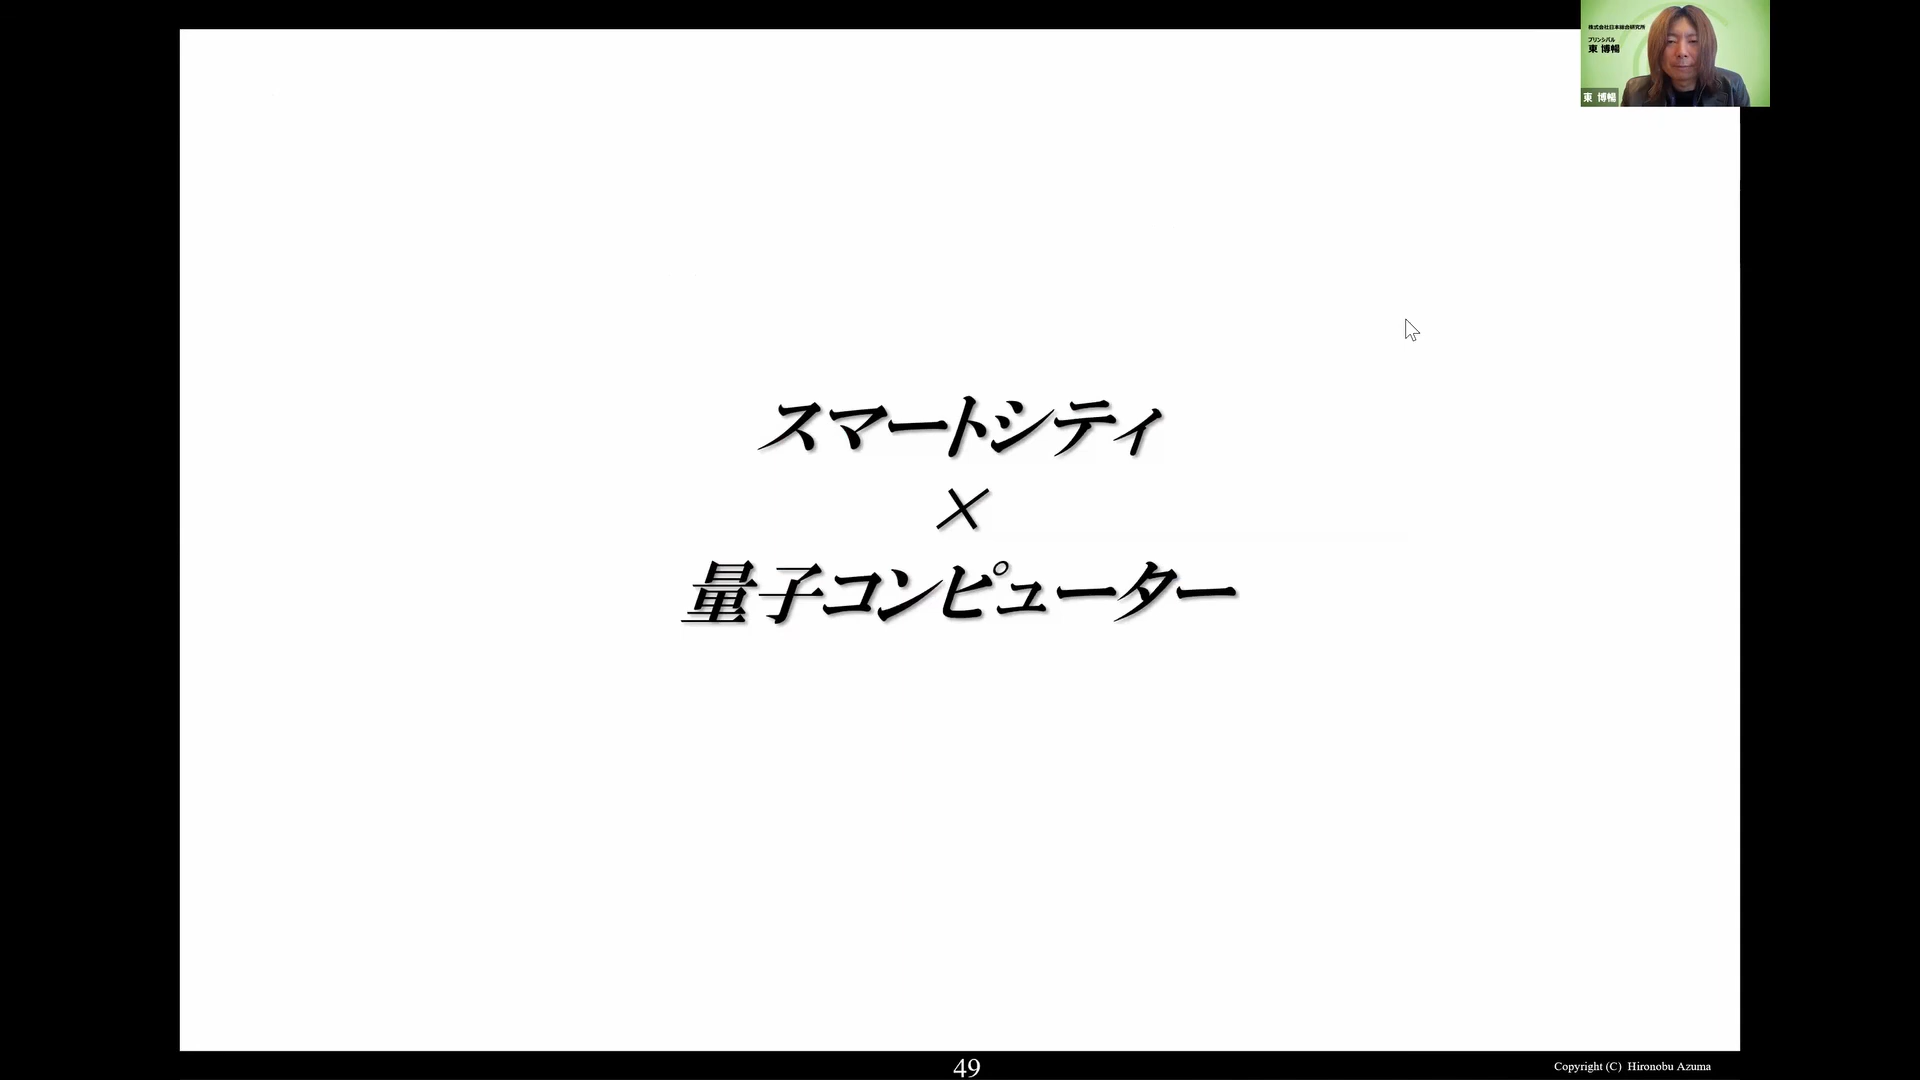 株式会社日本総合研究所
プリンシパル
東 博暢
東 博暢
スマートシティ
×
量子コンピューター
49
Copyright (C) Hironobu Azuma